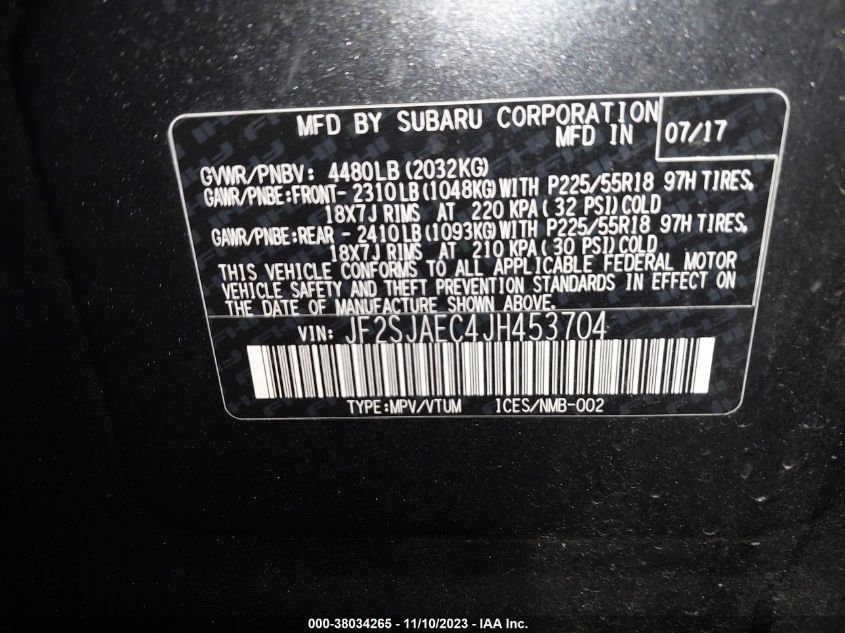 MFD BY SUBARU CORPORATION
MFD IN 07/17
GVWR/PNBV: 4480LB(2032KG)
GAWR/PNBE:FRONT- 2310LB(1048KG)WITH P225/55R18 97H TIRES,
18X7J RIMS AT 220 KPA( 32 PSI)COLD
GAWR/PNBE:REAR - 2410LB(1093KG)WITH P225/55R18 97H TIRES,
18X7J RIMS AT 210 KPA( 30 PSI)COLD
THIS VEHICLE CONFORMS TO ALL APPLICABLE FEDERAL MOTOR
VEHICLE SAFETY AND THEFT PREVENTION STANDARDS IN EFFECT ON
THE DATE OF MANUFACTURE SHOWN ABOVE.
VIN: JF2SJAEC4JH453704
TYPE:MPV/VTUM ICES/NMB-002
000-38034265 - 11/10/2023 - IAA Inc.